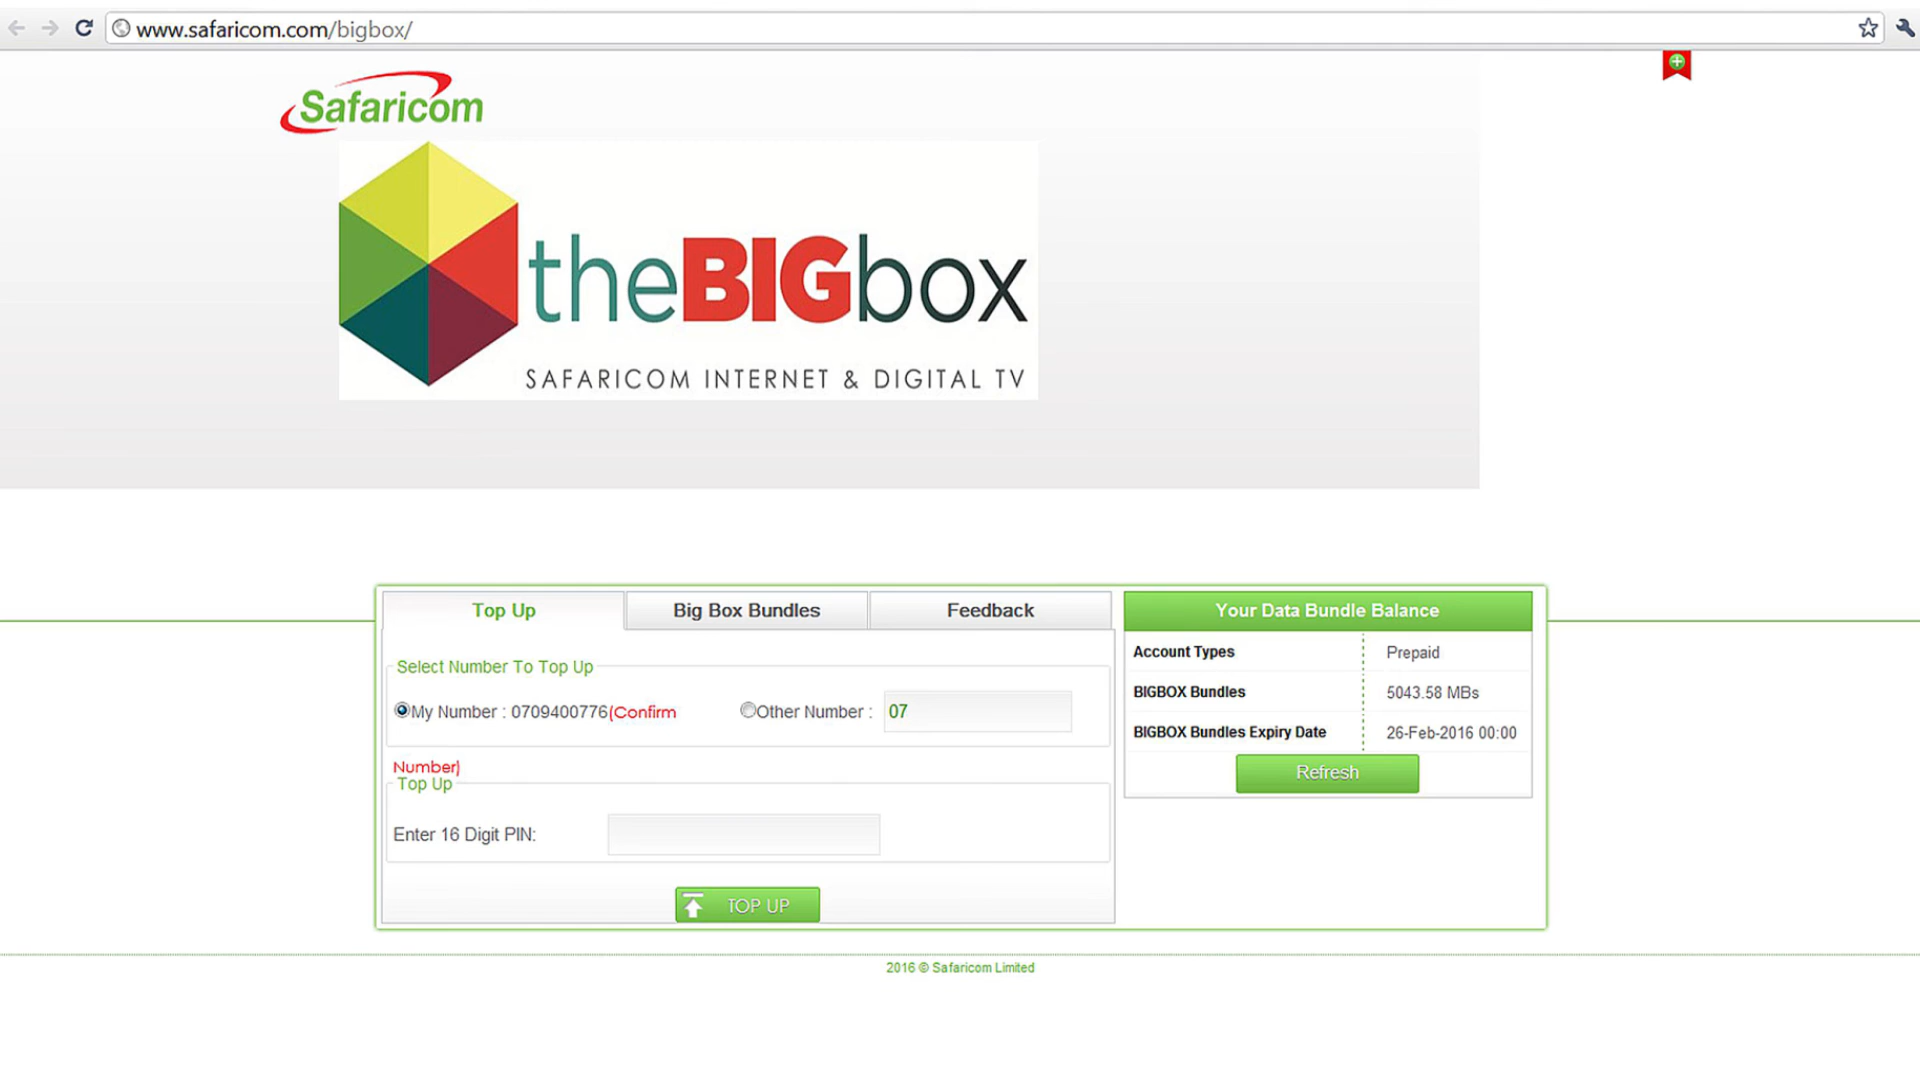 www.safaricom.com/bigbox/
Safaricom
theBIGbox
SAFARICOM INTERNET & DIGITAL TV
Top Up
Big Box Bundles
Feedback
Select Number To Top Up
My Number : 0709400776(Confirm
Other Number :
07
Number)
Top Up
Enter 16 Digit PIN:
TOP UP
Your Data Bundle Balance
Account Types
Prepaid
BIGBOX Bundles
5043.58 MBs
BIGBOX Bundles Expiry Date
26-Feb-2016 00:00
Refresh
2016 © Safaricom Limited